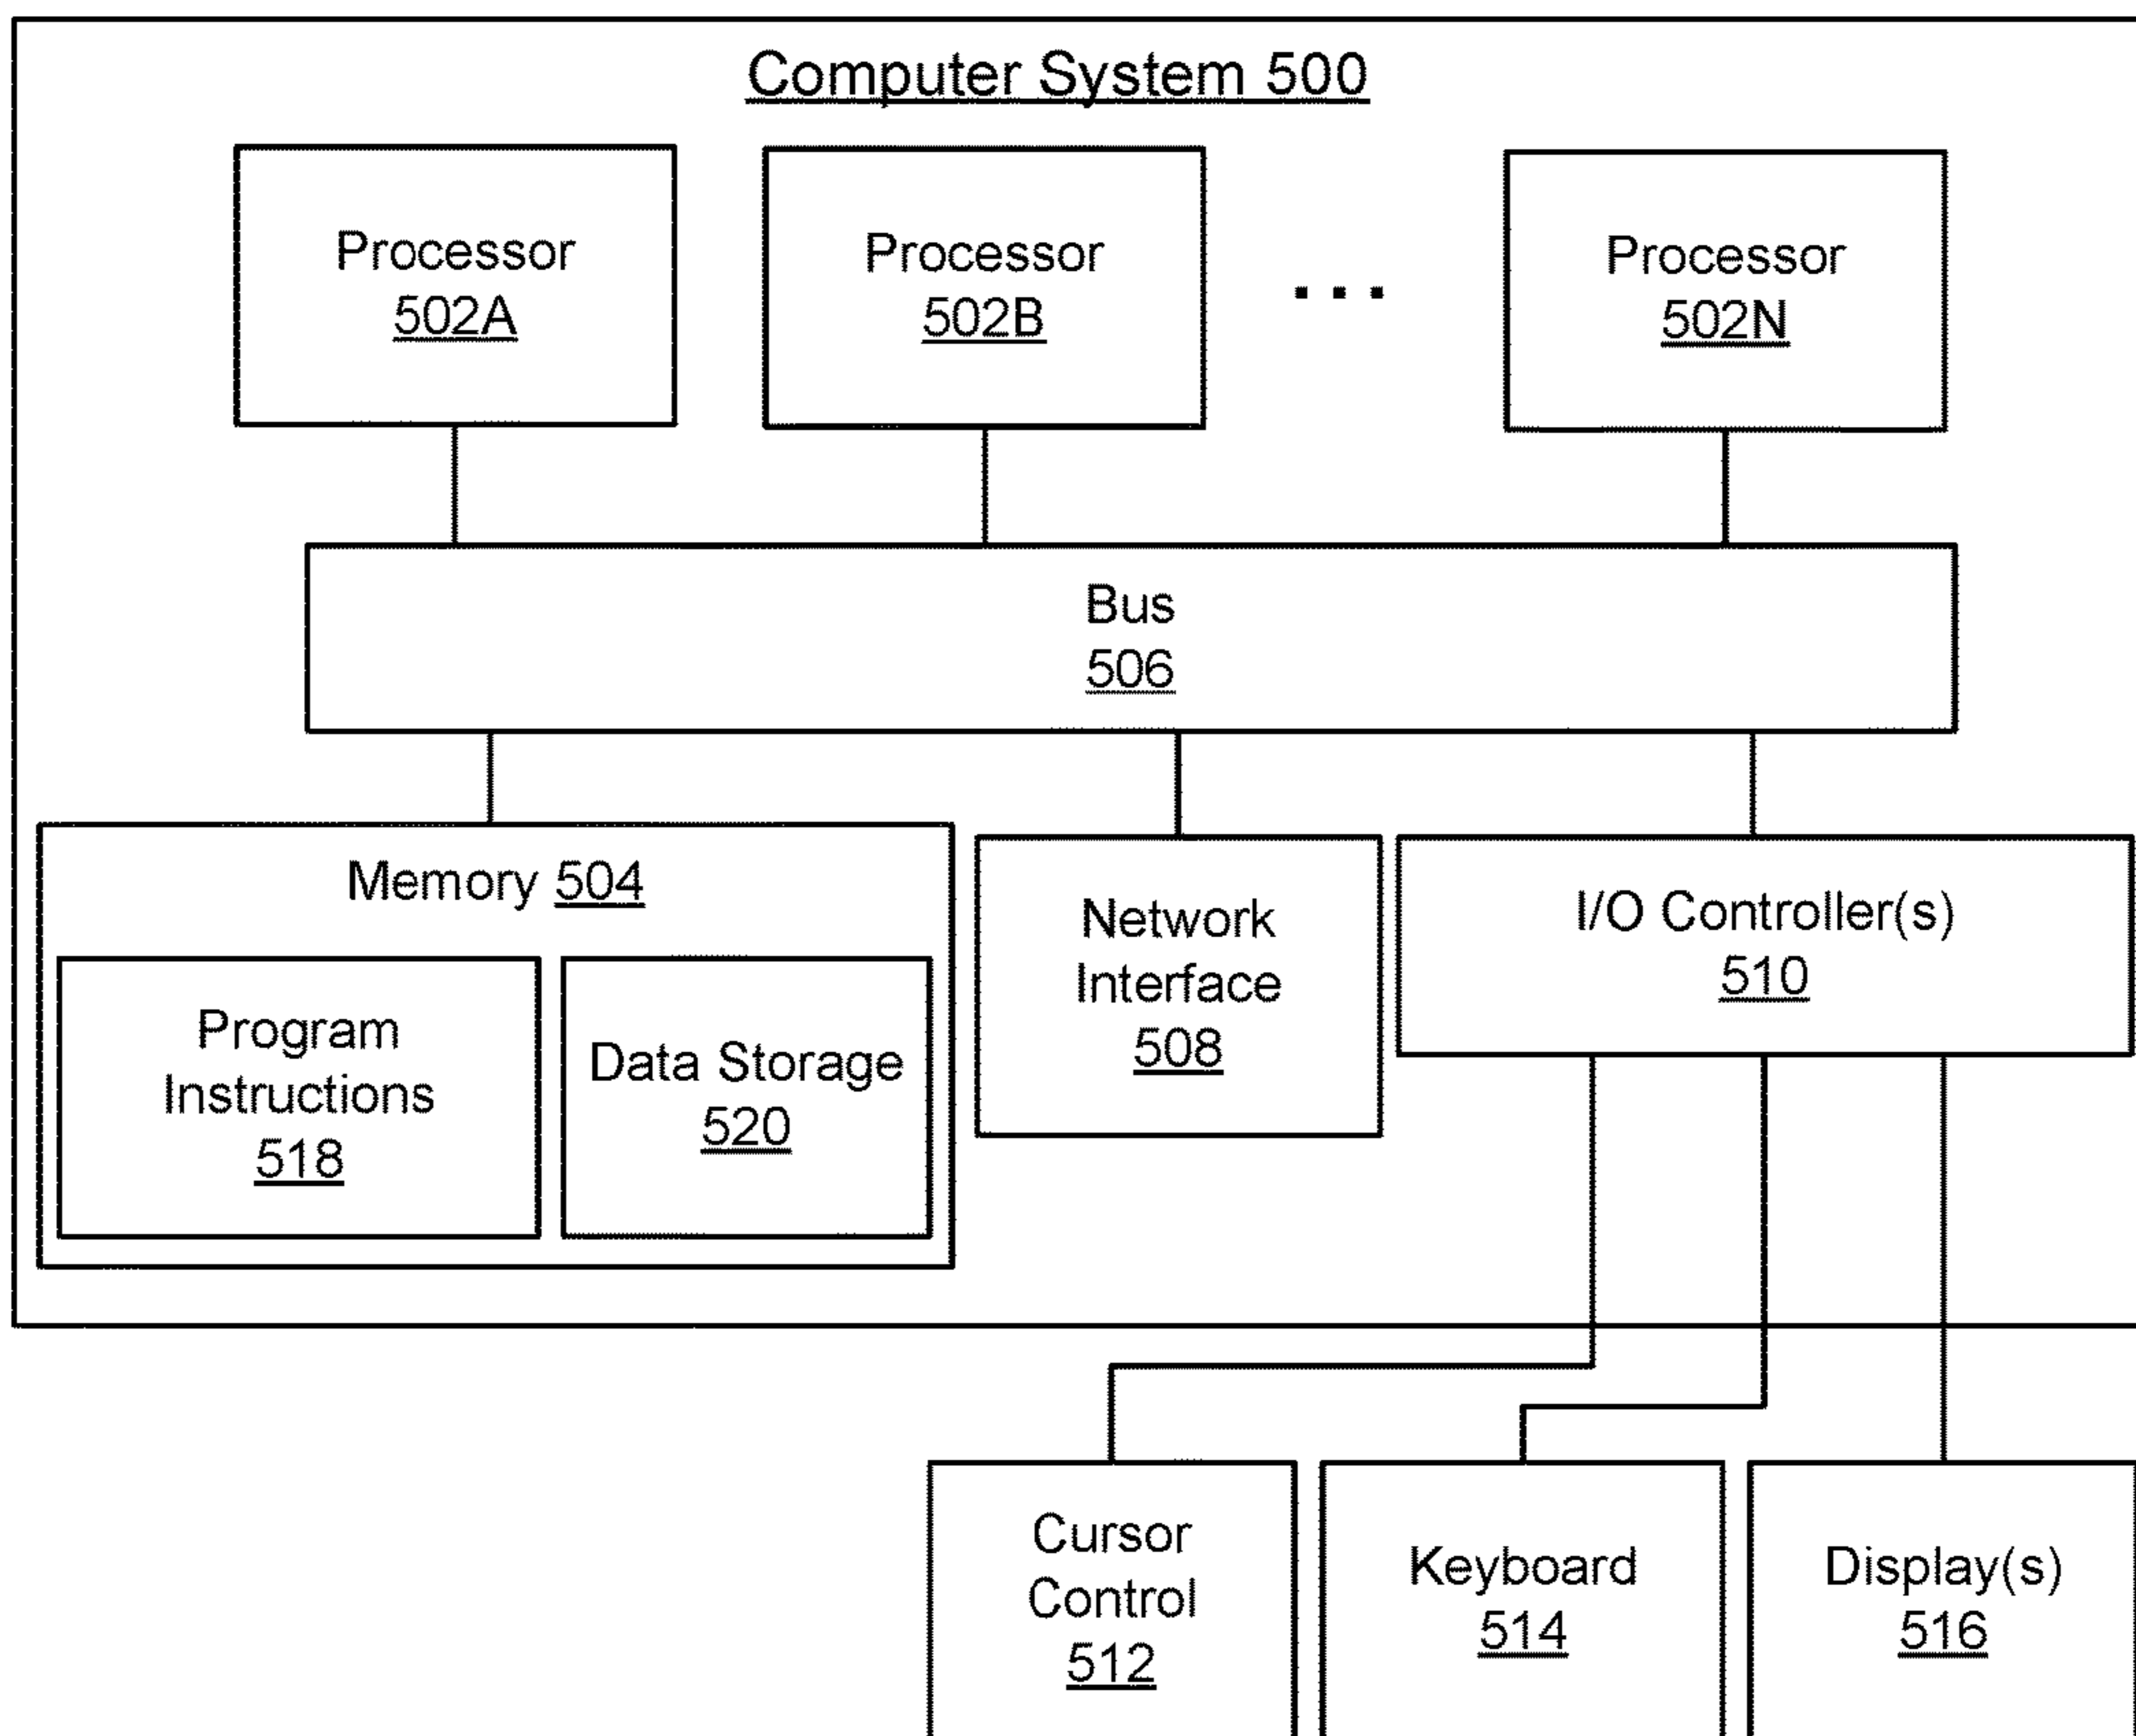 Computer System 500
Processor
502A
Processor
502B
...
Processor
502N
Bus
506
Memory 504
Program
Instructions
518
Data Storage
520
Network
Interface
508
I/O Controller(s)
510
Cursor
Control
512
Keyboard
514
Display(s)
516